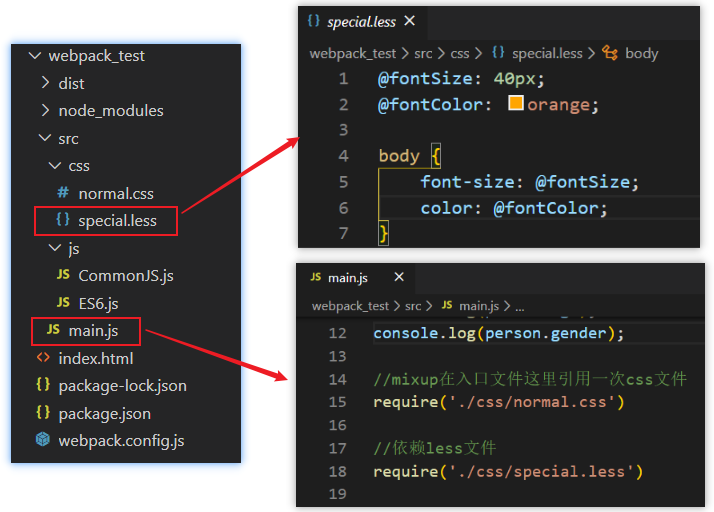 webpack_test
dist
node_modules
src
css
# normal.css
{} special.less
js
JS CommonJS.js
JS ES6.js
JS main.js
<> index.html
{} package-lock.json
{} package.json
webpack.config.js
{} special.less ×
webpack_test > src > css > {} special.less > body
1 @fontSize: 40px;
2 @fontColor: orange;
3
4 body {
5 font-size: @fontSize;
6 color: @fontColor;
7 }
JS main.js ×
webpack_test > src > JS main.js > ...
12 console.log(person.gender);
13
14 //mixup在入口文件这里引用一次css文件
15 require('./css/normal.css')
16
17 //依赖less文件
18 require('./css/special.less')
19